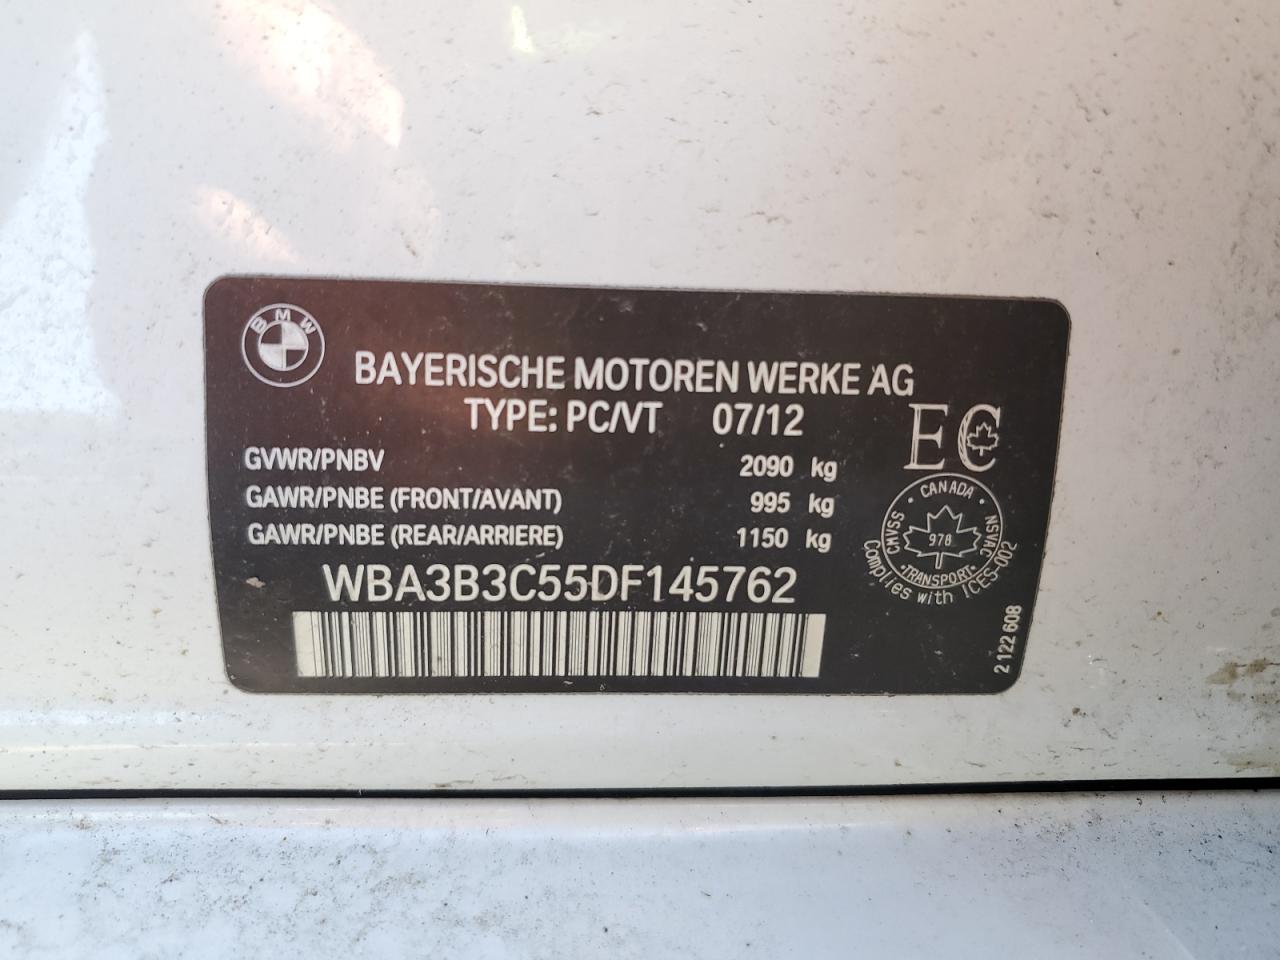 BMW
BAYERISCHE MOTOREN WERKE AG
TYPE: PC/VT 07/12
EC
GVWR/PNBV 2090 kg
GAWR/PNBE (FRONT/AVANT) 995 kg
GAWR/PNBE (REAR/ARRIERE) 1150 kg
· CANADA ·
CMVSS 978 NSVAC
·TRANSPORT·
Complies with ICES-002
WBA3B3C55DF145762
2 122 608